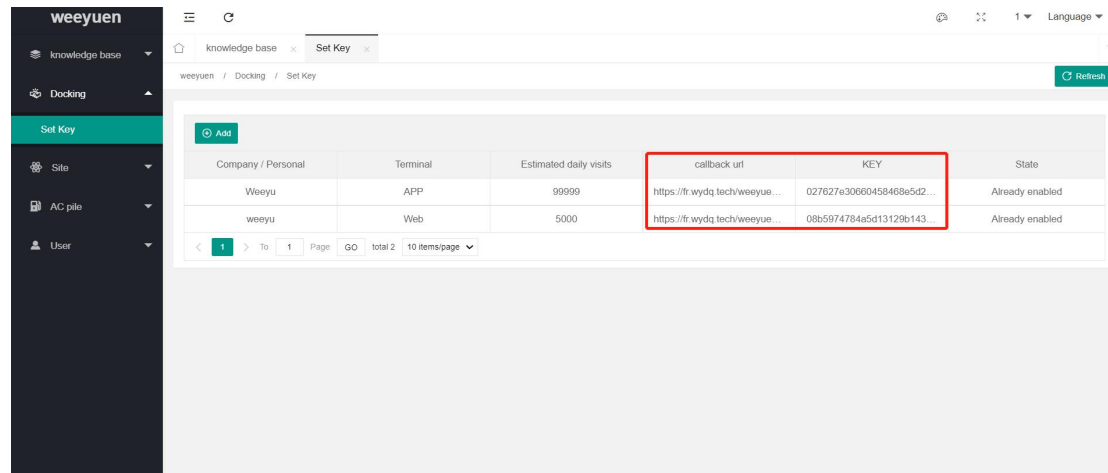 weeyuen
1
Language
knowledge base
knowledge base
Set Key
weeyuen / Docking / Set Key
Refresh
Docking
Set Key
Site
AC pile
User
Add
Company / Personal Terminal Estimated daily visits callback url KEY State
Weeyu APP 99999 https://fr.wydq.tech/weeyue... 027627e30660458468e5d2... Already enabled
weeyu Web 5000 https://fr.wydq.tech/weeyue... 08b5974784a5d13129b143... Already enabled
< 1 > To 1 Page GO total 2 10 items/page